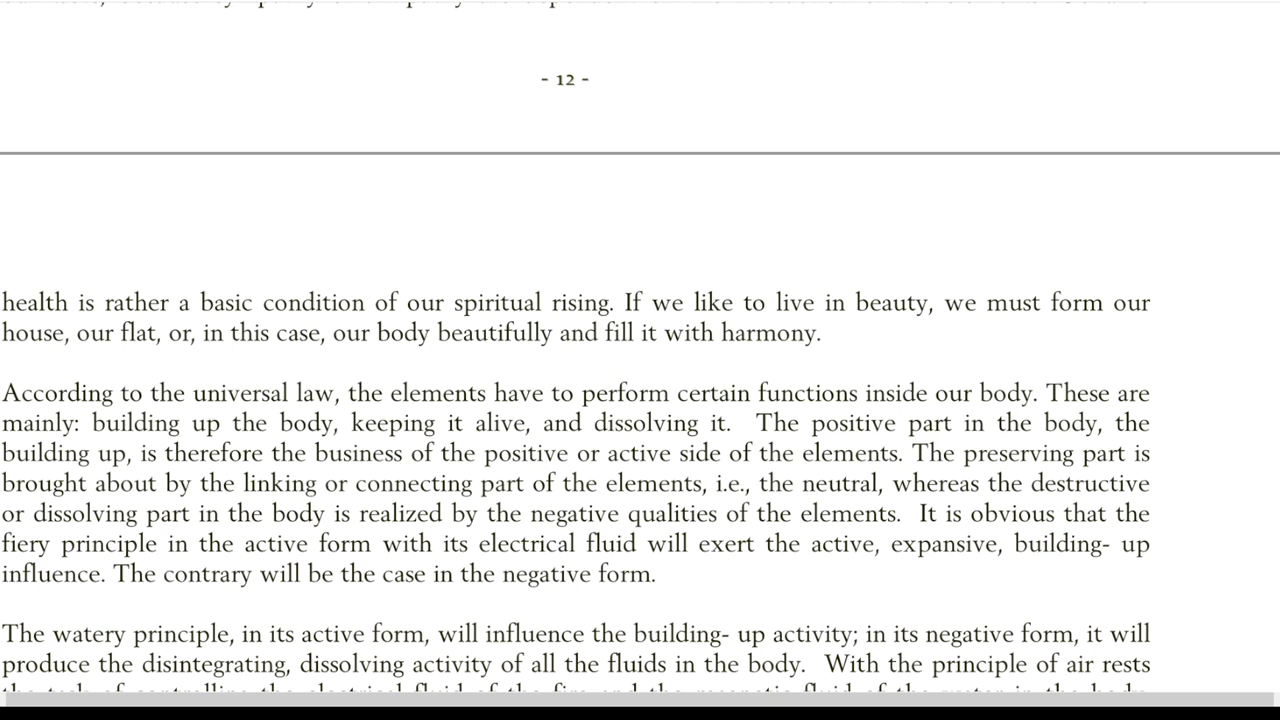 - 12 -
health is rather a basic condition of our spiritual rising. If we like to live in beauty, we must form our
house, our flat, or, in this case, our body beautifully and fill it with harmony.
According to the universal law, the elements have to perform certain functions inside our body. These are
mainly: building up the body, keeping it alive, and dissolving it. The positive part in the body, the
building up, is therefore the business of the positive or active side of the elements. The preserving part is
brought about by the linking or connecting part of the elements, i.e., the neutral, whereas the destructive
or dissolving part in the body is realized by the negative qualities of the elements. It is obvious that the
fiery principle in the active form with its electrical fluid will exert the active, expansive, building- up
influence. The contrary will be the case in the negative form.
The watery principle, in its active form, will influence the building- up activity; in its negative form, it will
produce the disintegrating, dissolving activity of all the fluids in the body. With the principle of air rests